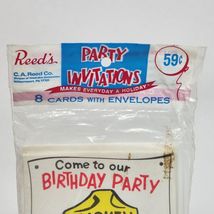 Reed's
PARTY
INVITATIONS
59¢
MAKES EVERYDAY A HOLIDAY
C. A. Reed Co.
8 CARDS WITH ENVELOPES
Come to our
BIRTHDAY PARTY